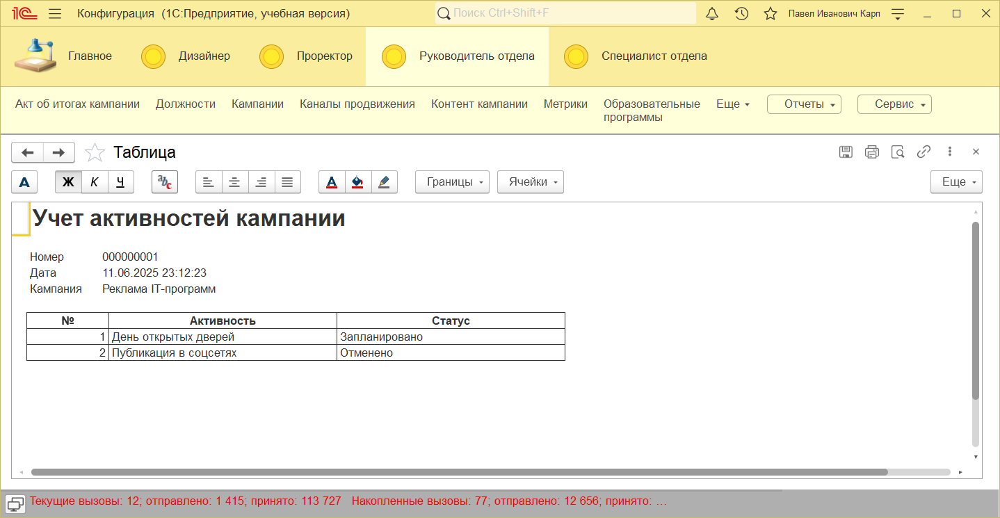 1С Конфигурация (1С:Предприятие, учебная версия) Поиск Ctrl+Shift+F Павел Иванович Карп
Главное Дизайнер Проректор Руководитель отдела Специалист отдела
Акт об итогах кампании Должности Кампании Каналы продвижения Контент кампании Метрики Образовательные программы Еще Отчеты Сервис
Таблица
А Ж К Ч abc А Границы Ячейки Еще
Учет активностей кампании
Номер 000000001
Дата 11.06.2025 23:12:23
Кампания Реклама IT-программ
№ Активность Статус
1 День открытых дверей Запланировано
2 Публикация в соцсетях Отменено
Текущие вызовы: 12; отправлено: 1 415; принято: 113 727 Накопленные вызовы: 77; отправлено: 12 656; принято: ...